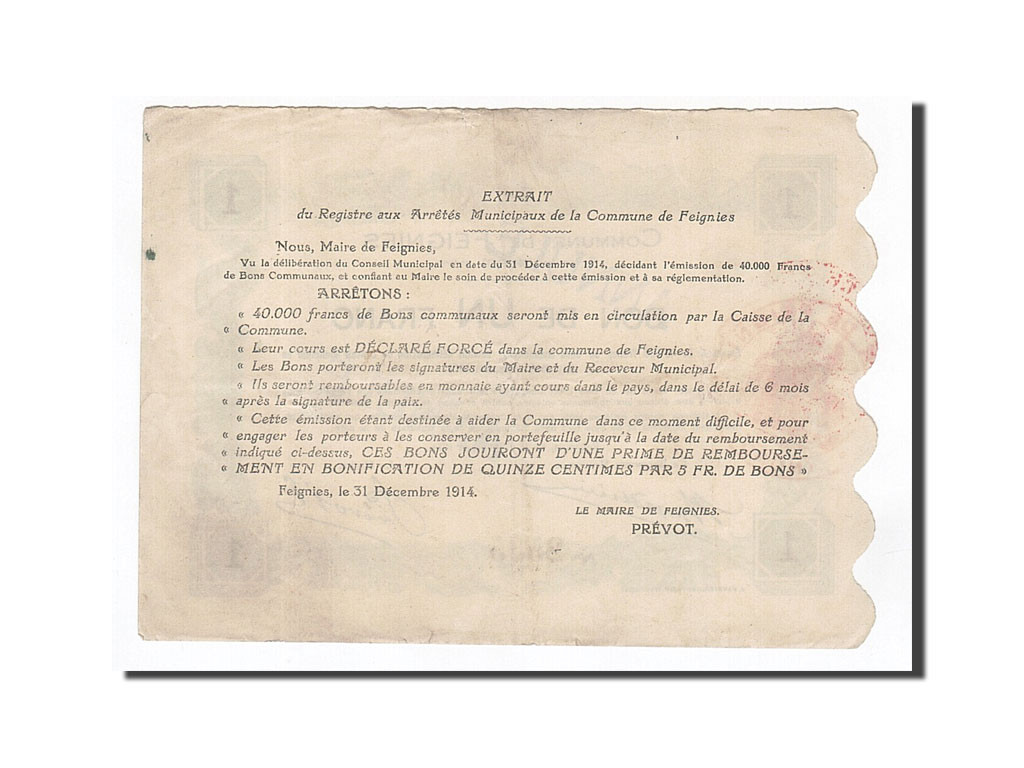 EXTRAIT
du Registre aux Arrêtés Municipaux de la Commune de Feignies
Nous, Maire de Feignies,
Vu la délibération du Conseil Municipal en date du 31 Décembre 1914, décidant l'émission de 40.000 Francs
de Bons Communaux, et confiant au Maire le soin de procéder à cette émission et à sa réglementation.
ARRÊTONS :
« 40.000 francs de Bons communaux seront mis en circulation par la Caisse de la
« Commune.
« Leur cours est DÉCLARÉ FORCÉ dans la commune de Feignies.
« Les Bons porteront les signatures du Maire et du Receveur Municipal.
« Ils seront remboursables en monnaie ayant cours dans le pays, dans le délai de 6 mois
« après la signature de la paix.
« Cette émission étant destinée à aider la Commune dans ce moment difficile, et pour
« engager les porteurs à les conserver en portefeuille jusqu'à la date du remboursement
« indiqué ci-dessus, CES BONS JOUIRONT D'UNE PRIME DE REMBOURSE-
« MENT EN BONIFICATION DE QUINZE CENTIMES PAR 5 FR. DE BONS »
Feignies, le 31 Décembre 1914.
LE MAIRE DE FEIGNIES.
PRÉVOT.